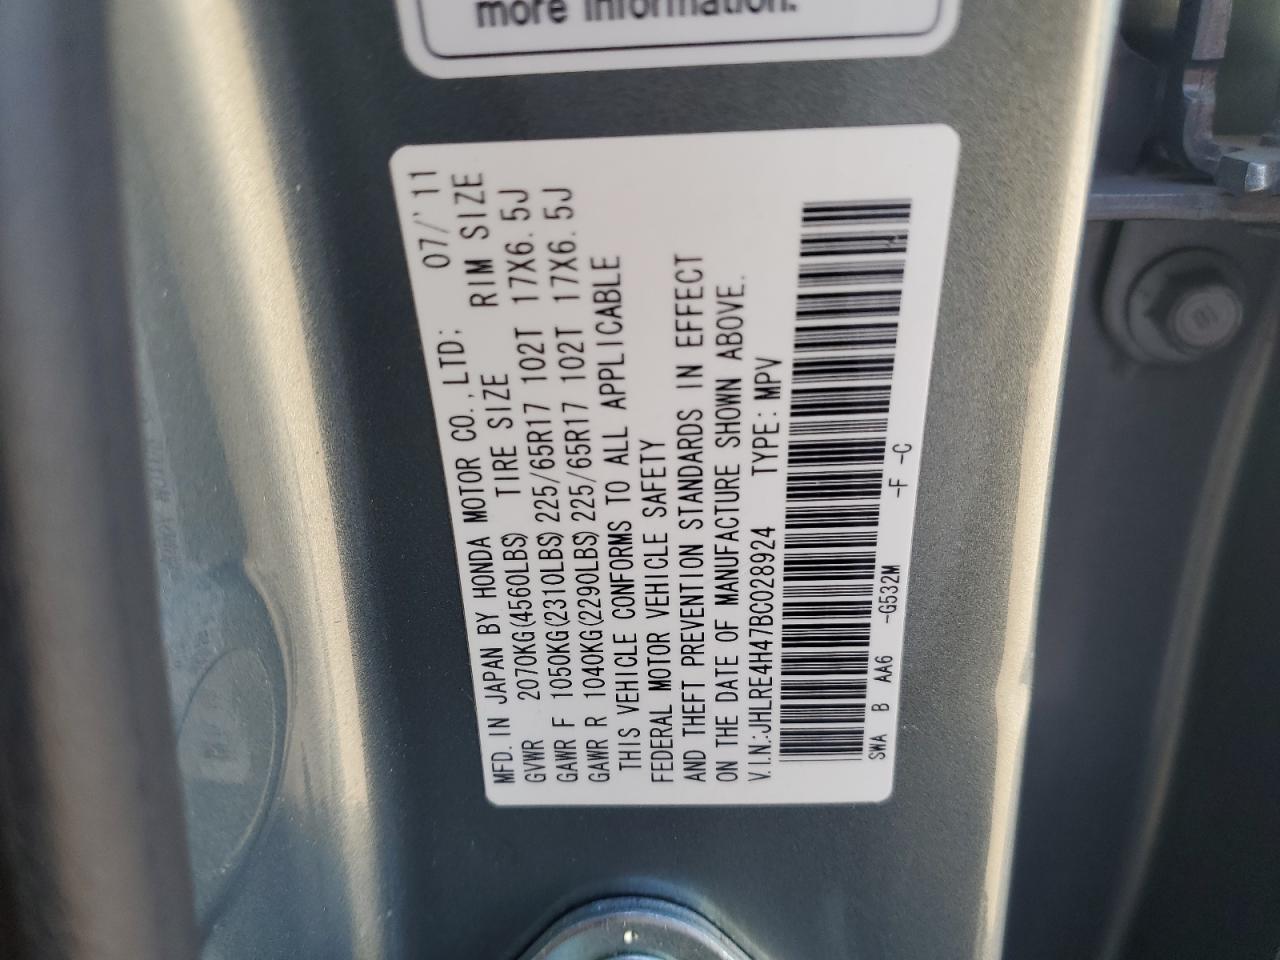 more information.
MFD. IN JAPAN BY HONDA MOTOR CO., LTD: 07/'11
GVWR 2070KG(4560LBS) TIRE SIZE RIM SIZE
GAWR F 1050KG(2310LBS) 225/65R17 102T 17X6.5J
GAWR R 1040KG(2290LBS) 225/65R17 102T 17X6.5J
THIS VEHICLE CONFORMS TO ALL APPLICABLE
FEDERAL MOTOR VEHICLE SAFETY
AND THEFT PREVENTION STANDARDS IN EFFECT
ON THE DATE OF MANUFACTURE SHOWN ABOVE.
V.I.N.:JHLRE4H47BC028924 TYPE: MPV
SWA B AA6 -G532M -F -C